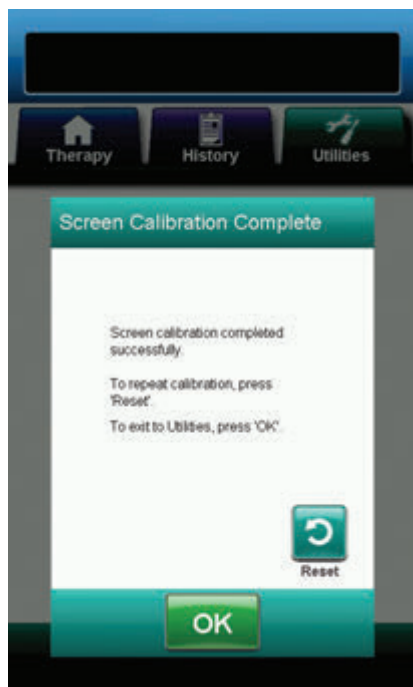 Therapy History Utilities
Screen Calibration Complete
Screen calibration completed
successfully.
To repeat calibration, press
'Reset'.
To exit to Utilities, press 'OK'.
Reset
OK